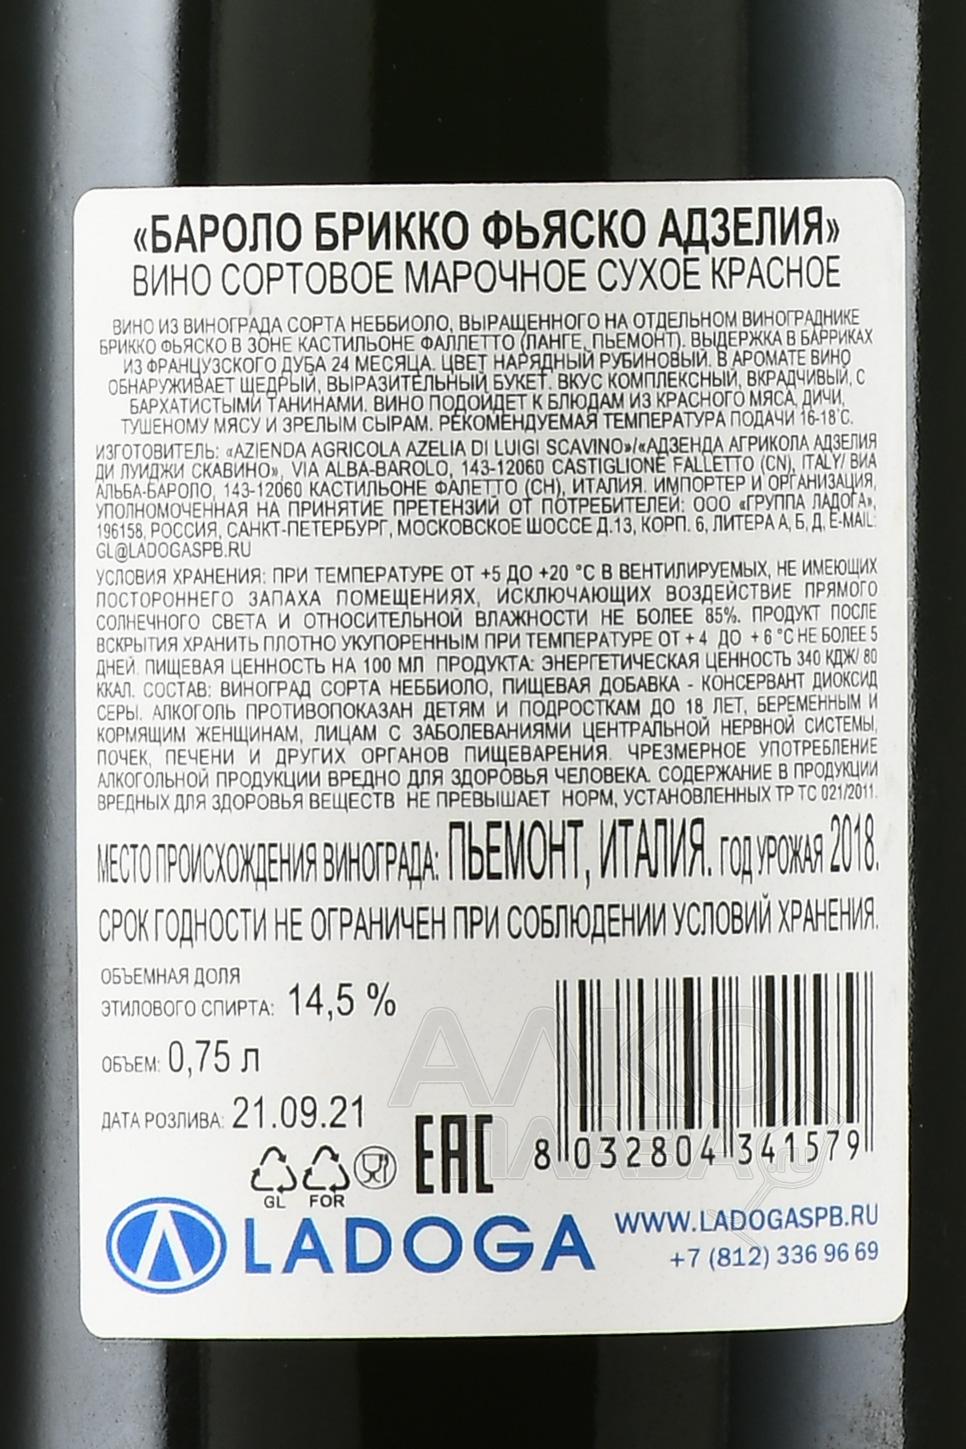 «БАРОЛО БРИККО ФЬЯСКО АДЗЕЛИЯ»
ВИНО СОРТОВОЕ МАРОЧНОЕ СУХОЕ КРАСНОЕ
ВИНО ИЗ ВИНОГРАДА СОРТА НЕББИОЛО, ВЫРАЩЕННОГО НА ОТДЕЛЬНОМ ВИНОГРАДНИКЕ
БРИККО ФЬЯСКО В ЗОНЕ КАСТИЛЬОНЕ ФАЛЛЕТТО (ЛАНГЕ, ПЬЕМОНТ). ВЫДЕРЖКА В БАРРИКАХ
ИЗ ФРАНЦУЗСКОГО ДУБА 24 МЕСЯЦА. ЦВЕТ НАРЯДНЫЙ РУБИНОВЫЙ. В АРОМАТЕ ВИНО
ОБНАРУЖИВАЕТ ЩЕДРЫЙ, ВЫРАЗИТЕЛЬНЫЙ БУКЕТ. ВКУС КОМПЛЕКСНЫЙ, ВКРАДЧИВЫЙ, С
БАРХАТИСТЫМИ ТАНИНАМИ. ВИНО ПОДОЙДЕТ К БЛЮДАМ ИЗ КРАСНОГО МЯСА, ДИЧИ,
ТУШЕНОМУ МЯСУ И ЗРЕЛЫМ СЫРАМ. РЕКОМЕНДУЕМАЯ ТЕМПЕРАТУРА ПОДАЧИ 16-18°С.
ИЗГОТОВИТЕЛЬ: «AZIENDA AGRICOLA AZELIA DI LUIGI SCAVINO»/«АДЗЕНДА АГРИКОЛА АДЗЕЛИЯ
ДИ ЛУИДЖИ СКАВИНО», VIA ALBA-BAROLO, 143-12060 CASTIGLIONE FALLETTO (CN), ITALY/ ВИА
АЛЬБА-БАРОЛО, 143-12060 КАСТИЛЬОНЕ ФАЛЕТТО (CH), ИТАЛИЯ. ИМПОРТЕР И ОРГАНИЗАЦИЯ,
УПОЛНОМОЧЕННАЯ НА ПРИНЯТИЕ ПРЕТЕНЗИЙ ОТ ПОТРЕБИТЕЛЕЙ: ООО «ГРУППА ЛАДОГА»,
196158, РОССИЯ, САНКТ-ПЕТЕРБУРГ, МОСКОВСКОЕ ШОССЕ Д.13, КОРП. 6, ЛИТЕРА А, Б, Д, E-MAIL:
GL@LADOGASPB.RU
УСЛОВИЯ ХРАНЕНИЯ: ПРИ ТЕМПЕРАТУРЕ ОТ +5 ДО +20 °С В ВЕНТИЛИРУЕМЫХ, НЕ ИМЕЮЩИХ
ПОСТОРОННЕГО ЗАПАХА ПОМЕЩЕНИЯХ, ИСКЛЮЧАЮЩИХ ВОЗДЕЙСТВИЕ ПРЯМОГО
СОЛНЕЧНОГО СВЕТА И ОТНОСИТЕЛЬНОЙ ВЛАЖНОСТИ НЕ БОЛЕЕ 85%. ПРОДУКТ ПОСЛЕ
ВСКРЫТИЯ ХРАНИТЬ ПЛОТНО УКУПОРЕННЫМ ПРИ ТЕМПЕРАТУРЕ ОТ + 4 ДО + 6 °С НЕ БОЛЕЕ 5
ДНЕЙ. ПИЩЕВАЯ ЦЕННОСТЬ НА 100 МЛ ПРОДУКТА: ЭНЕРГЕТИЧЕСКАЯ ЦЕННОСТЬ 340 КДЖ/ 80
ККАЛ. СОСТАВ: ВИНОГРАД СОРТА НЕББИОЛО, ПИЩЕВАЯ ДОБАВКА - КОНСЕРВАНТ ДИОКСИД
СЕРЫ. АЛКОГОЛЬ ПРОТИВОПОКАЗАН ДЕТЯМ И ПОДРОСТКАМ ДО 18 ЛЕТ, БЕРЕМЕННЫМ И
КОРМЯЩИМ ЖЕНЩИНАМ, ЛИЦАМ С ЗАБОЛЕВАНИЯМИ ЦЕНТРАЛЬНОЙ НЕРВНОЙ СИСТЕМЫ,
ПОЧЕК, ПЕЧЕНИ И ДРУГИХ ОРГАНОВ ПИЩЕВАРЕНИЯ. ЧРЕЗМЕРНОЕ УПОТРЕБЛЕНИЕ
АЛКОГОЛЬНОЙ ПРОДУКЦИИ ВРЕДНО ДЛЯ ЗДОРОВЬЯ ЧЕЛОВЕКА. СОДЕРЖАНИЕ В ПРОДУКЦИИ
ВРЕДНЫХ ДЛЯ ЗДОРОВЬЯ ВЕЩЕСТВ НЕ ПРЕВЫШАЕТ НОРМ, УСТАНОВЛЕННЫХ ТР ТС 021/2011.
МЕСТО ПРОИСХОЖДЕНИЯ ВИНОГРАДА: ПЬЕМОНТ, ИТАЛИЯ. ГОД УРОЖАЯ 2018.
СРОК ГОДНОСТИ НЕ ОГРАНИЧЕН ПРИ СОБЛЮДЕНИИ УСЛОВИЙ ХРАНЕНИЯ.
ОБЪЕМНАЯ ДОЛЯ
ЭТИЛОВОГО СПИРТА: 14,5 %
ОБЪЕМ: 0,75 л
ДАТА РОЗЛИВА: 21.09.21
АЛКО
ПЛАЗА.ru
8 032804 341579
GL FOR
EAC
LADOGA
WWW.LADOGASPB.RU
+7 (812) 336 96 69